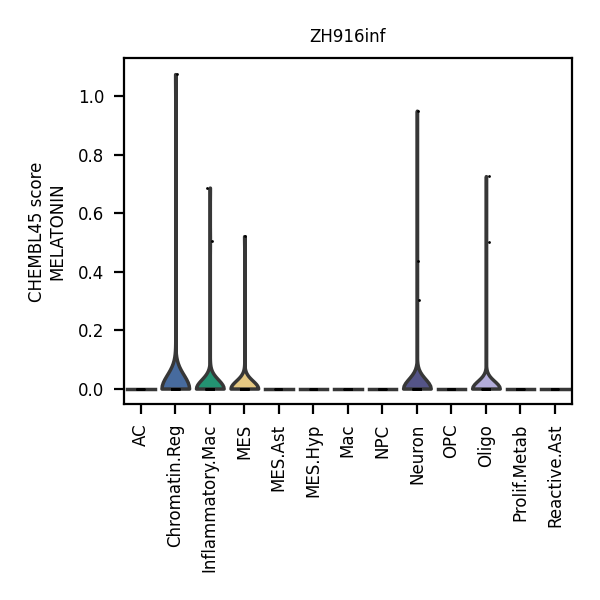 ZH916inf
CHEMBL45 score
MELATONIN
1.0
0.8
0.6
0.4
0.2
0.0
AC
Chromatin.Reg
Inflammatory.Mac
MES
MES.Ast
MES.Hyp
Mac
NPC
Neuron
OPC
Oligo
Prolif.Metab
Reactive.Ast